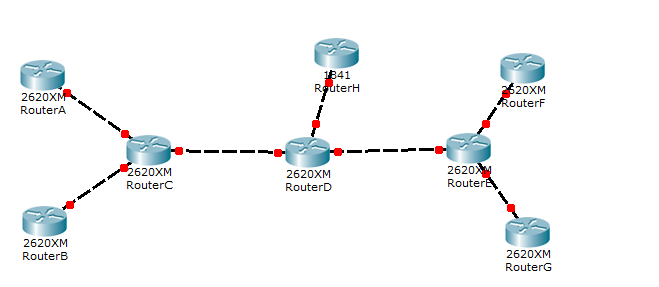 1841
RouterH
2620XM
RouterA
2620XM
RouterF
2620XM
RouterC
2620XM
RouterD
2620XM
RouterE
2620XM
RouterB
2620XM
RouterG